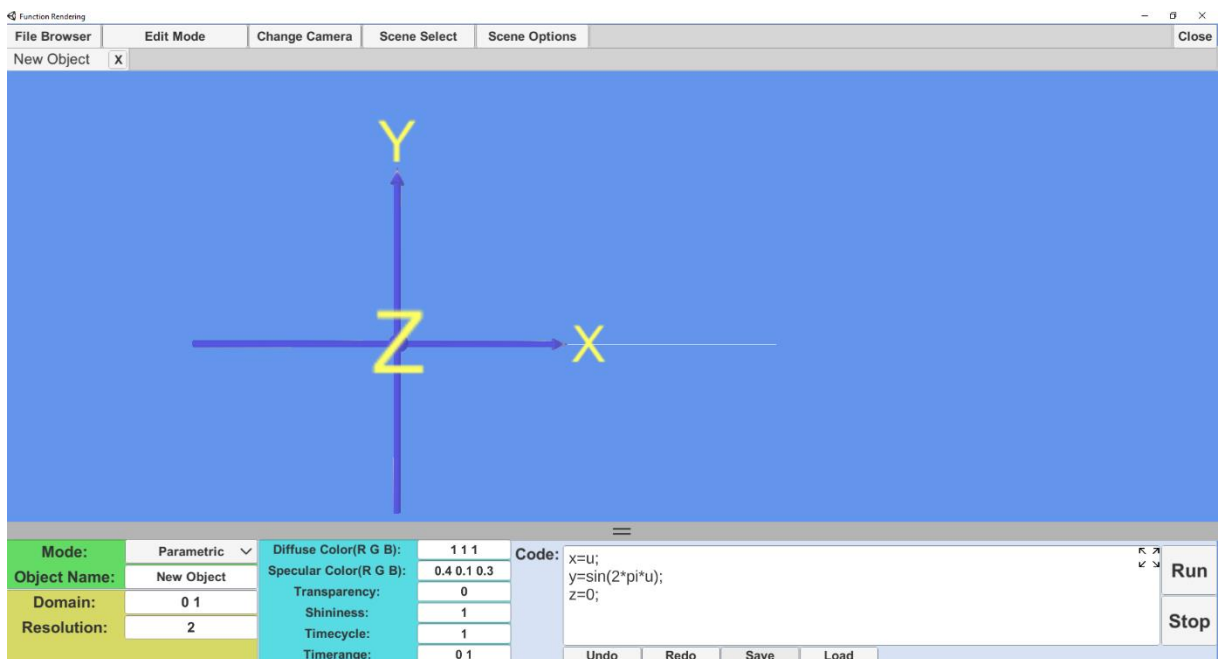 Function Rendering
File Browser Edit Mode Change Camera Scene Select Scene Options Close
New Object X
Y
Z X
Mode: Parametric
Object Name: New Object
Domain: 0 1
Resolution: 2
Diffuse Color(R G B): 1 1 1
Specular Color(R G B): 0.4 0.1 0.3
Transparency: 0
Shininess: 1
Timecycle: 1
Timerange: 0 1
Code:
x=u;
y=sin(2*pi*u);
z=0;
Run
Stop
Undo Redo Save Load